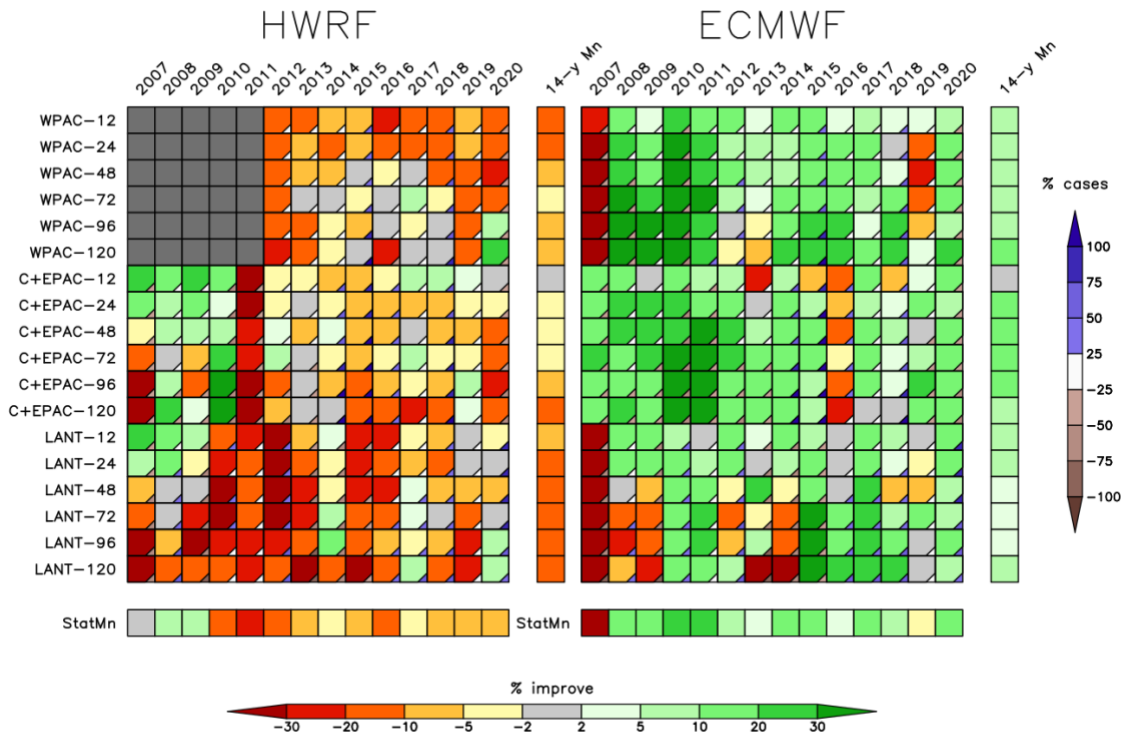 HWRF ECMWF
2007 2008 2009 2010 2011 2012 2013 2014 2015 2016 2017 2018 2019 2020 14-y Mn 2007 2008 2009 2010 2011 2012 2013 2014 2015 2016 2017 2018 2019 2020 14-y Mn
WPAC-12
WPAC-24
WPAC-48
WPAC-72
WPAC-96
WPAC-120
C+EPAC-12
C+EPAC-24
C+EPAC-48
C+EPAC-72
C+EPAC-96
C+EPAC-120
LANT-12
LANT-24
LANT-48
LANT-72
LANT-96
LANT-120
StatMn StatMn
% cases
100
75
50
25
-25
-50
-75
-100
% improve
-30 -20 -10 -5 -2 2 5 10 20 30